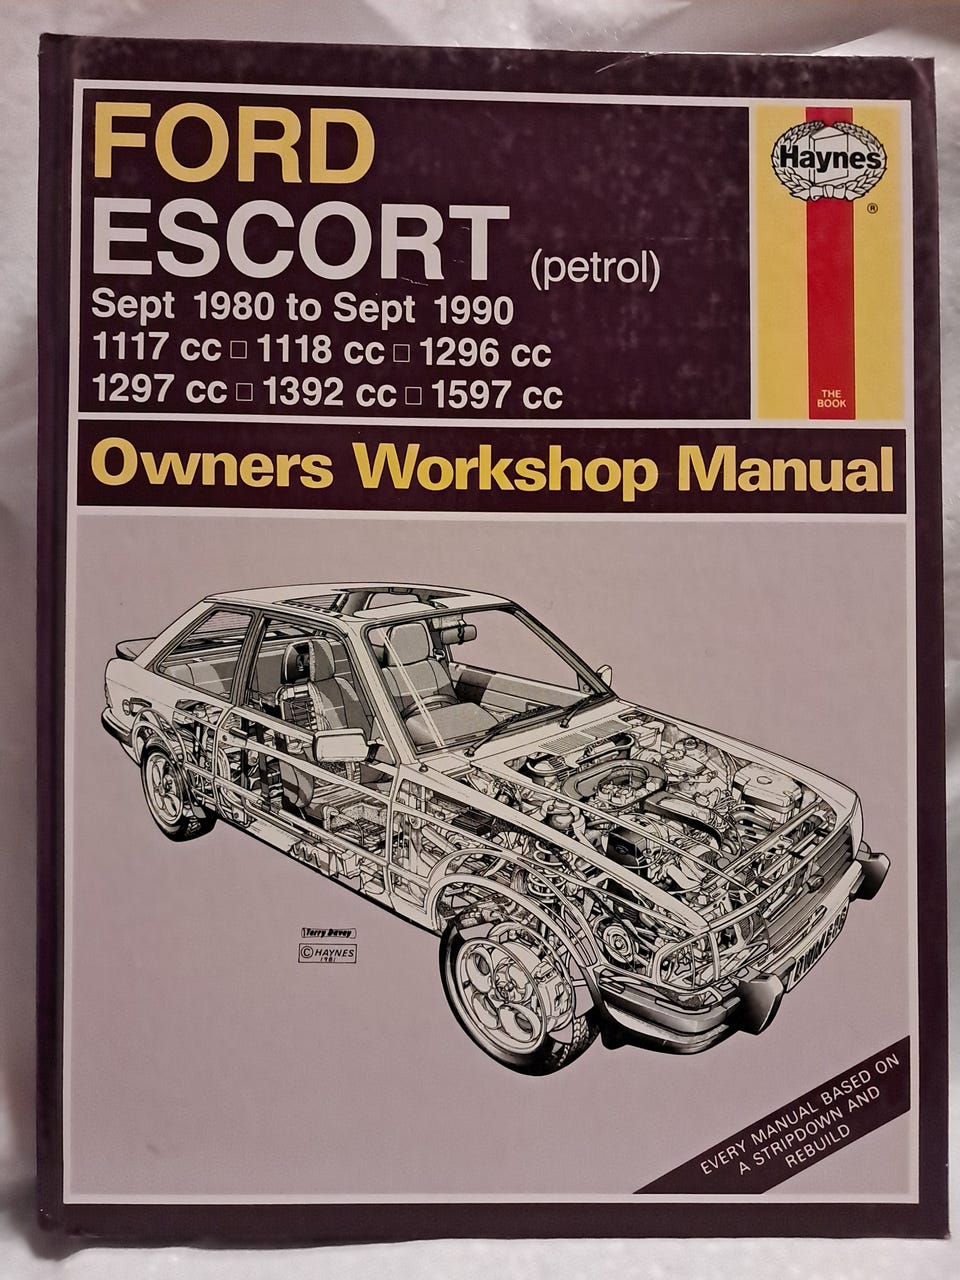 FORD
ESCORT (petrol)
Sept 1980 to Sept 1990
1117 cc □ 1118 cc □ 1296 cc
1297 cc □ 1392 cc □ 1597 cc
Haynes
®
THE
BOOK
Owners Workshop Manual
Terry Davey
© HAYNES
1981
EVERY MANUAL BASED ON
A STRIPDOWN AND
REBUILD